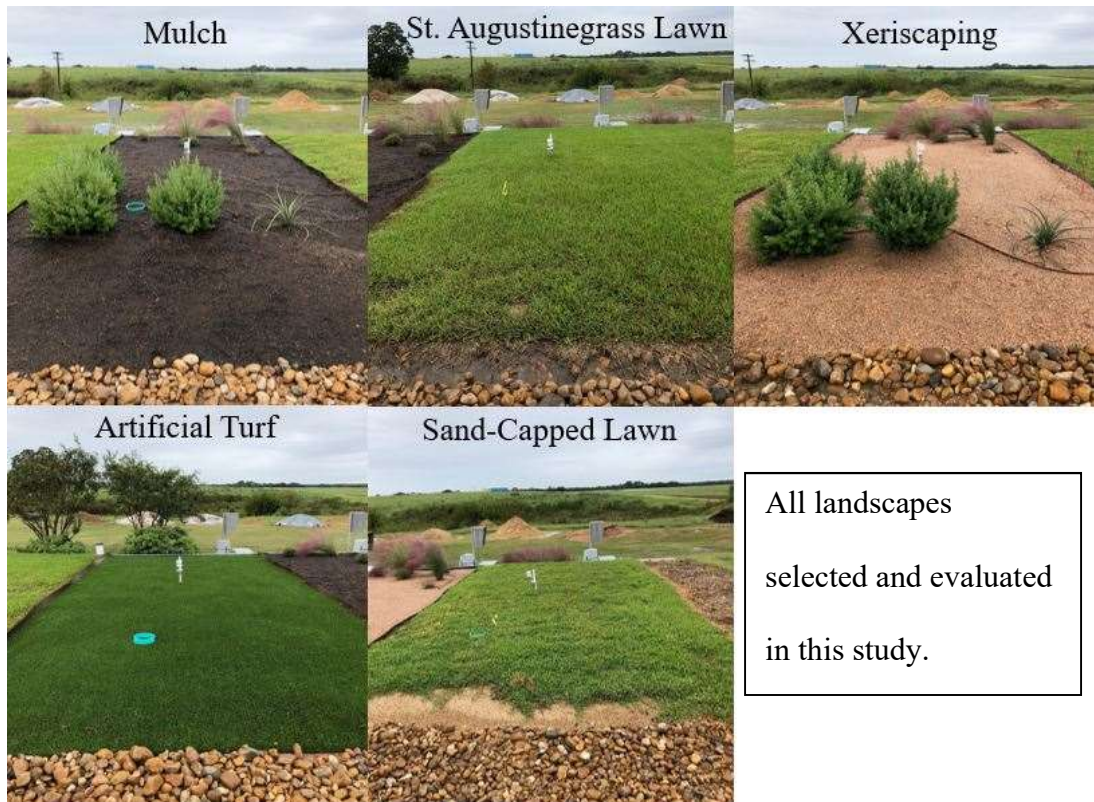 Mulch
St. Augustinegrass Lawn
Xeriscaping
Artificial Turf
Sand-Capped Lawn
All landscapes
selected and evaluated
in this study.